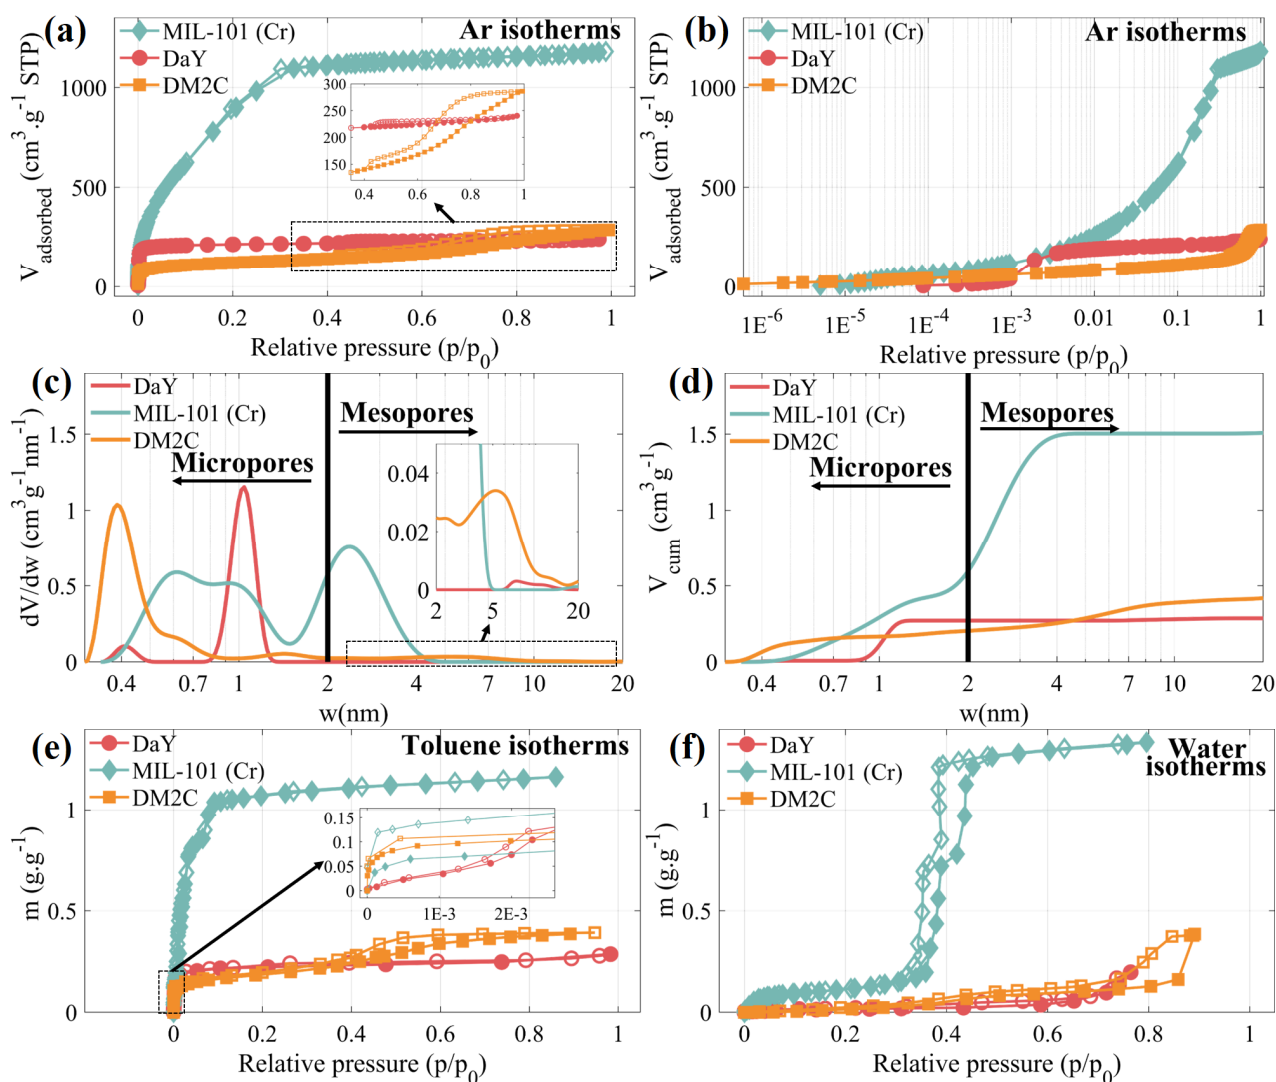 (a)
MIL-101 (Cr)
DaY
DM2C
Ar isotherms
V adsorbed (cm³.g⁻¹ STP)
1000
500
0
300
250
200
150
0.4
0.6
0.8
1
0
0.2
0.4
0.6
0.8
1
Relative pressure (p/p₀)
(b)
MIL-101 (Cr)
DaY
DM2C
Ar isotherms
V adsorbed (cm³.g⁻¹ STP)
1000
500
0
1E⁻⁶
1E⁻⁵
1E⁻⁴
1E⁻³
0.01
0.1
1
Relative pressure (p/p₀)
(c)
DaY
MIL-101 (Cr)
DM2C
Mesopores
Micropores
dV/dw (cm³g⁻¹nm⁻¹)
1.5
1
0.5
0
0.04
0.02
0
2
5
20
0.4
0.7
1
2
4
7
10
20
w(nm)
(d)
DaY
MIL-101 (Cr)
DM2C
Mesopores
Micropores
V cum (cm³g⁻¹)
1.5
1
0.5
0
0.4
0.7
1
2
4
7
10
20
w(nm)
(e)
DaY
MIL-101 (Cr)
DM2C
Toluene isotherms
m (g.g⁻¹)
1
0.5
0
0.15
0.1
0.05
0
0
1E-3
2E-3
0
0.2
0.4
0.6
0.8
1
Relative pressure (p/p₀)
(f)
DaY
MIL-101 (Cr)
DM2C
Water
isotherms
m (g.g⁻¹)
1
0.5
0
0
0.2
0.4
0.6
0.8
1
Relative pressure (p/p₀)